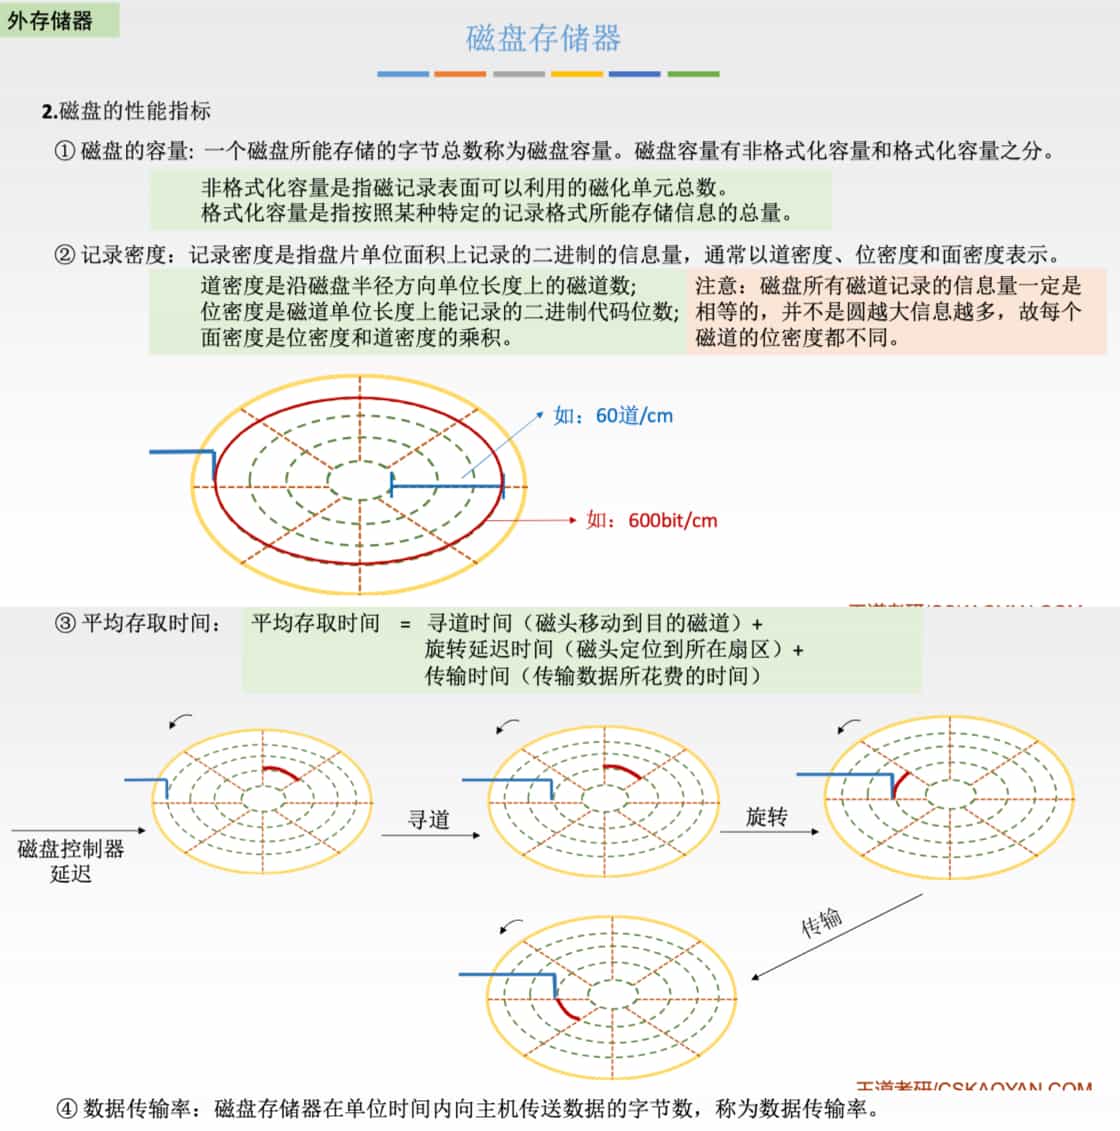 外存储器
磁盘存储器
2.磁盘的性能指标
① 磁盘的容量: 一个磁盘所能存储的字节总数称为磁盘容量。磁盘容量有非格式化容量和格式化容量之分。
非格式化容量是指磁记录表面可以利用的磁化单元总数。
格式化容量是指按照某种特定的记录格式所能存储信息的总量。
② 记录密度：记录密度是指盘片单位面积上记录的二进制的信息量，通常以道密度、位密度和面密度表示。
道密度是沿磁盘半径方向单位长度上的磁道数;
位密度是磁道单位长度上能记录的二进制代码位数;
面密度是位密度和道密度的乘积。
注意：磁盘所有磁道记录的信息量一定是
相等的，并不是圆越大信息越多，故每个
磁道的位密度都不同。
如：60道/cm
如：600bit/cm
③ 平均存取时间： 平均存取时间 = 寻道时间（磁头移动到目的磁道）+
旋转延迟时间（磁头定位到所在扇区）+
传输时间（传输数据所花费的时间）
磁盘控制器
延迟
寻道
旋转
传输
王道考研/CSKAOYAN.COM
④ 数据传输率：磁盘存储器在单位时间内向主机传送数据的字节数，称为数据传输率。